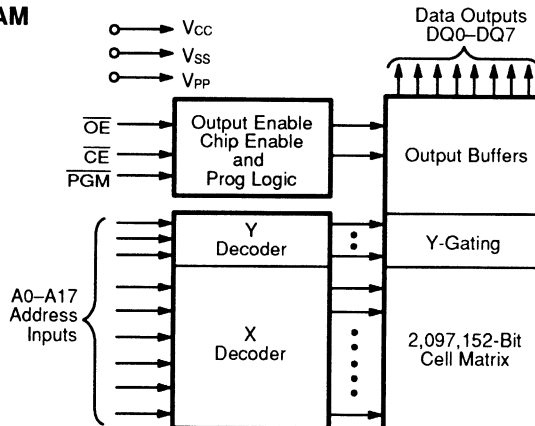 AM
Data Outputs
DQ0–DQ7
VCC
VSS
VPP
OE
CE
PGM
Output Enable
Chip Enable
and
Prog Logic
Output Buffers
Y
Decoder
Y-Gating
A0–A17
Address
Inputs
X
Decoder
2,097,152-Bit
Cell Matrix